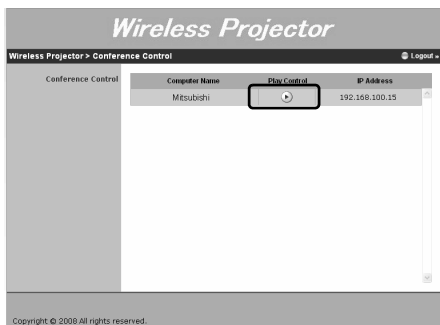 Wireless Projector
Wireless Projector > Conference Control
Logout »
Conference Control
Computer Name Play Control IP Address
Mitsubishi 192.168.100.15
Copyright © 2008 All rights reserved.